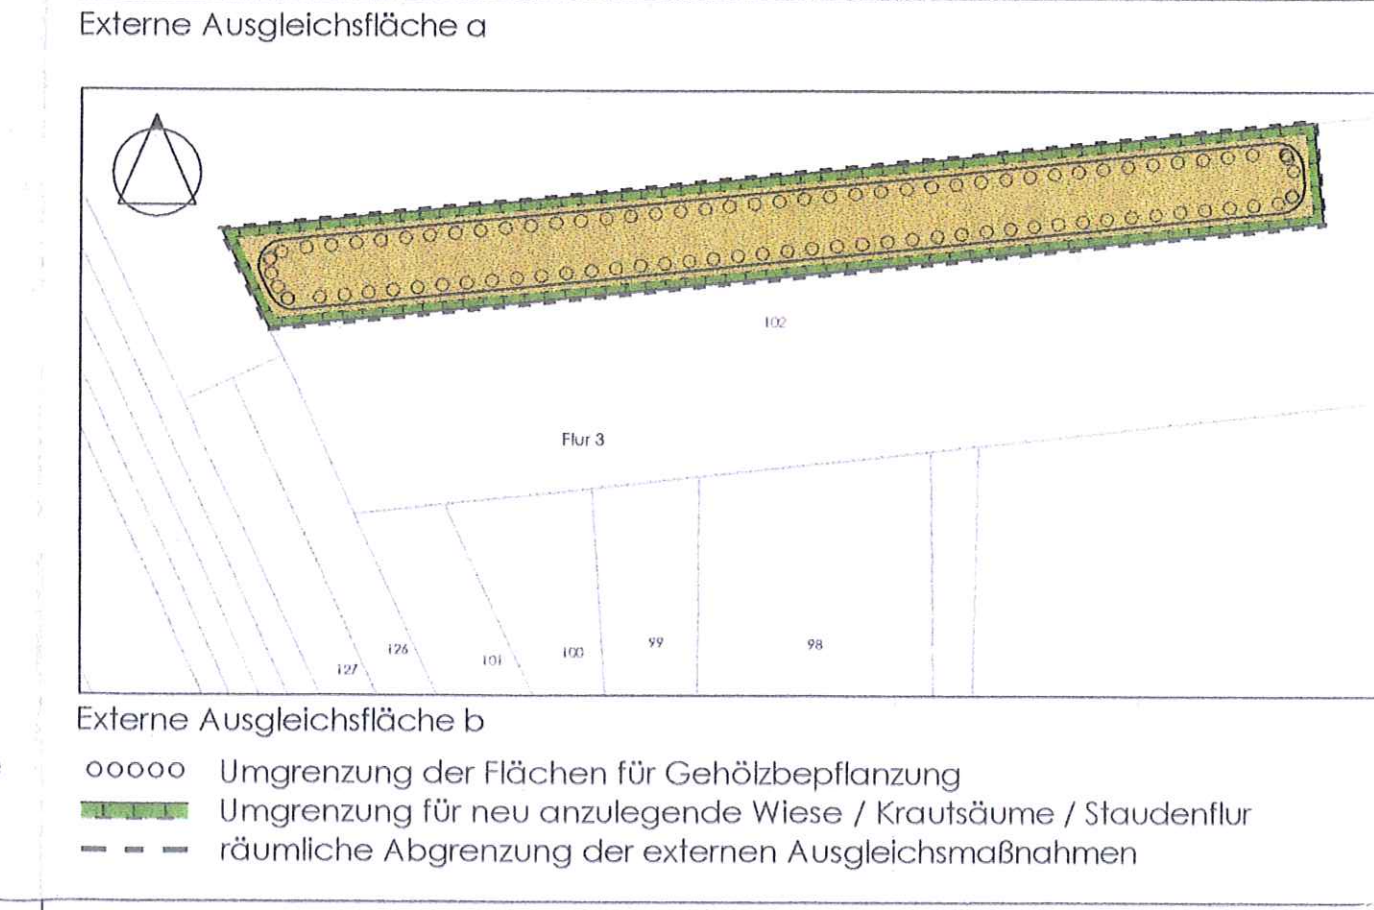 Externe Ausgleichsfläche a
102
Flur 3
127
126
101
100
99
98
Externe Ausgleichsfläche b
Umgrenzung der Flächen für Gehölzbepflanzung
Umgrenzung für neu anzulegende Wiese / Krautsäume / Staudenflur
räumliche Abgrenzung der externen Ausgleichsmaßnahmen